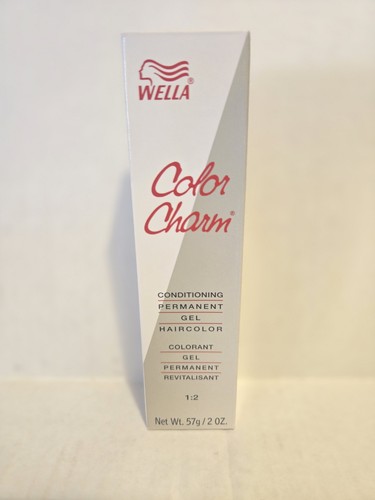 WELLA®
Color
Charm®
CONDITIONING
PERMANENT
GEL
HAIRCOLOR
COLORANT
GEL
PERMANENT
REVITALISANT
1:2
Net Wt. 57g / 2 OZ.